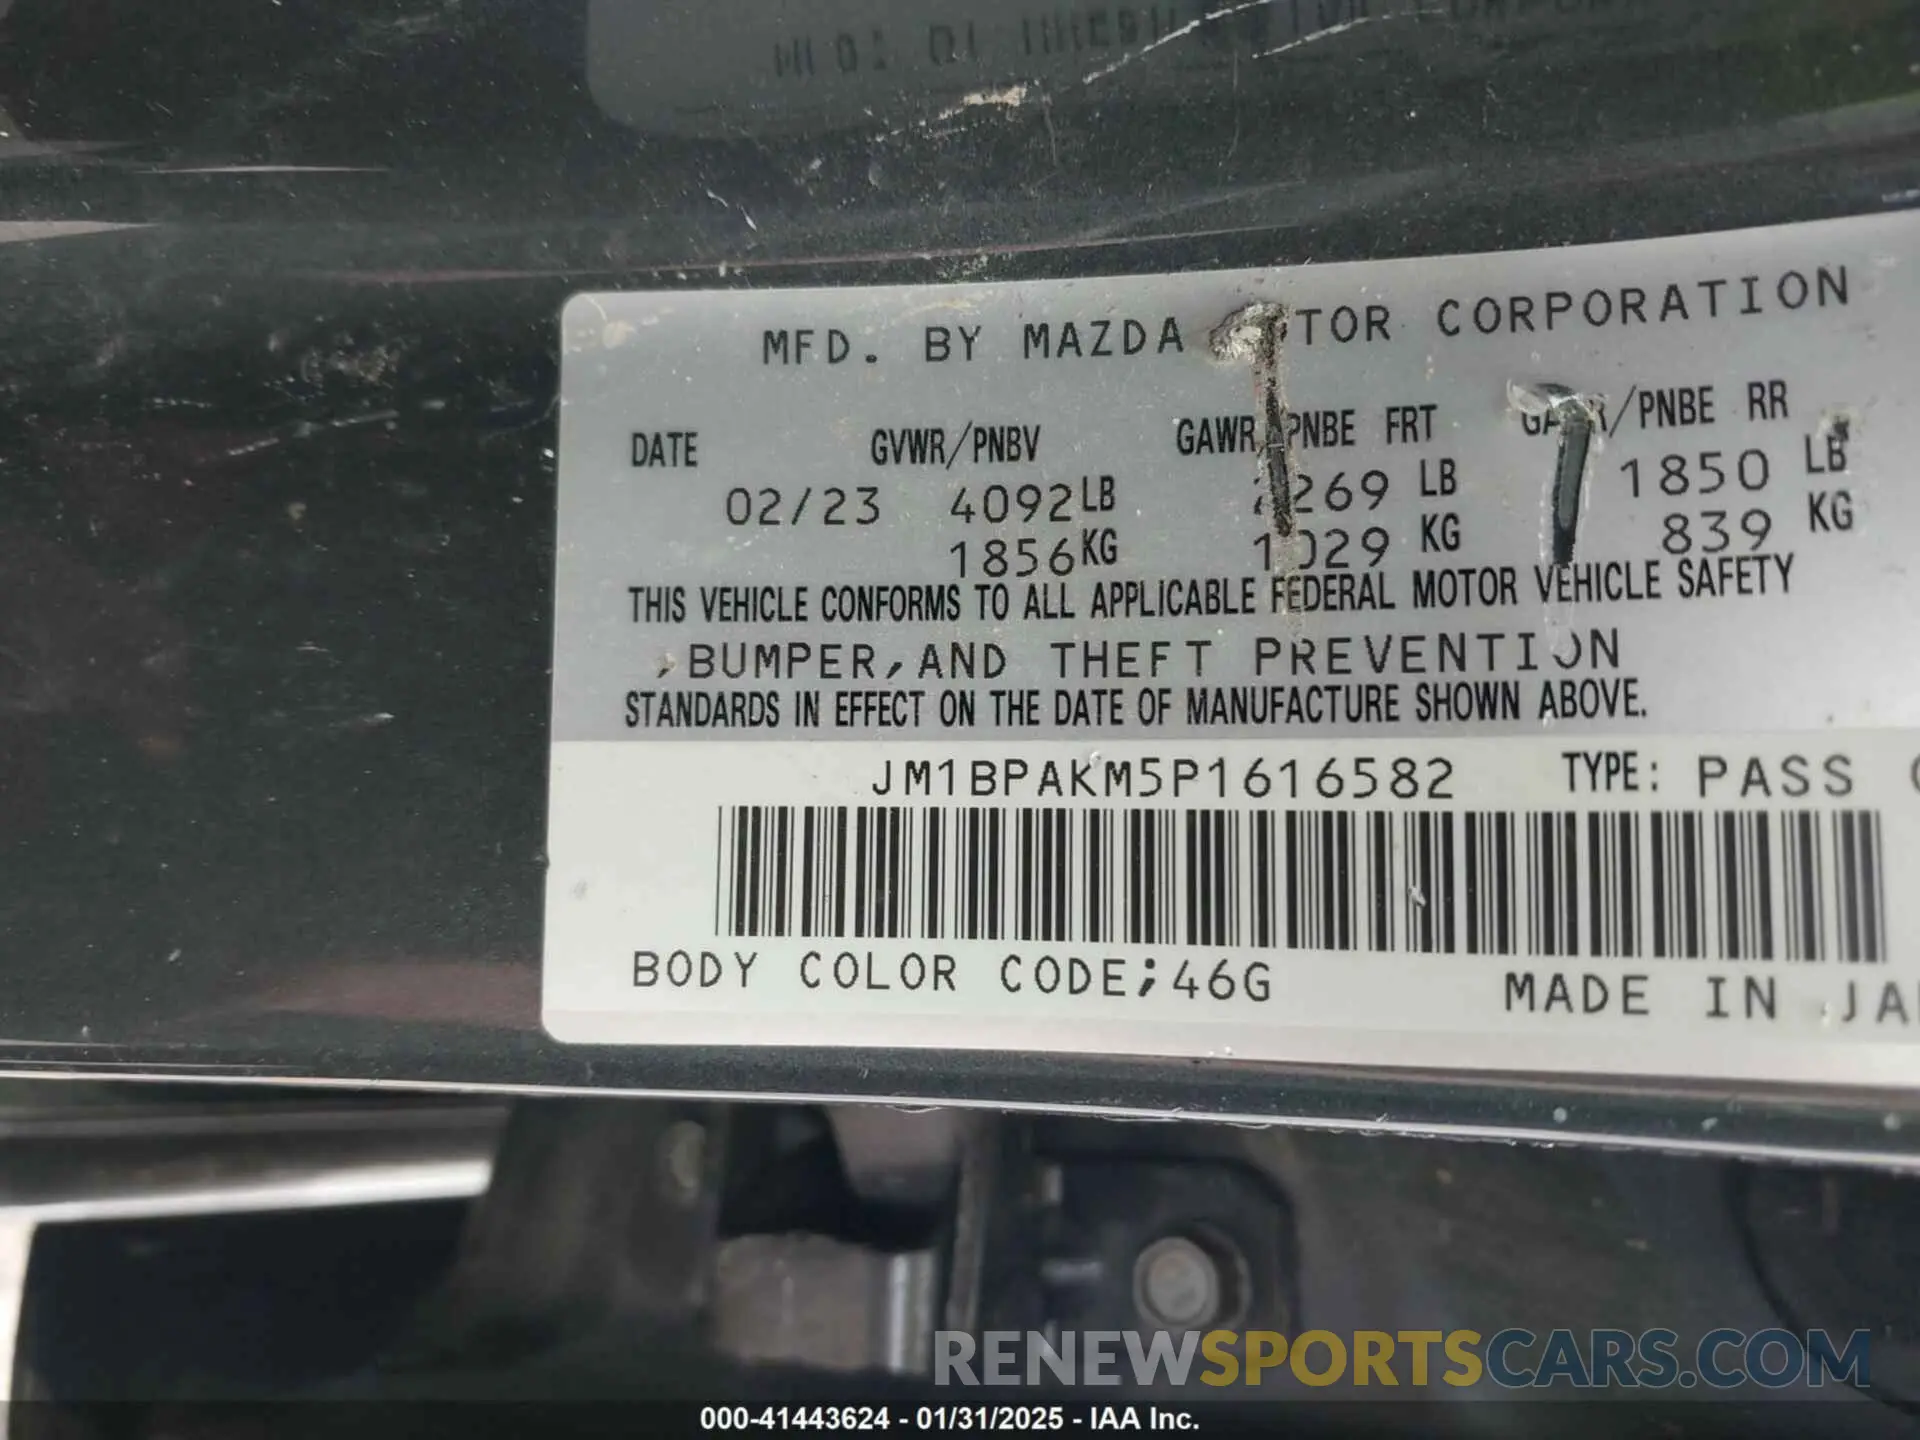 MFD. BY MAZDA TOR CORPORATION
DATE GVWR/PNBV GAWR/PNBE FRT /PNBE RR
02/23 4092LB 269 LB 1850 LB
1856KG 1029 KG 839 KG
THIS VEHICLE CONFORMS TO ALL APPLICABLE FEDERAL MOTOR VEHICLE SAFETY
,BUMPER,AND THEFT PREVENTION
STANDARDS IN EFFECT ON THE DATE OF MANUFACTURE SHOWN ABOVE.
JM1BPAKM5P1616582 TYPE: PASS
BODY COLOR CODE;46G MADE IN JA
RENEWSPORTSCARS.COM
000-41443624 - 01/31/2025 - IAA Inc.